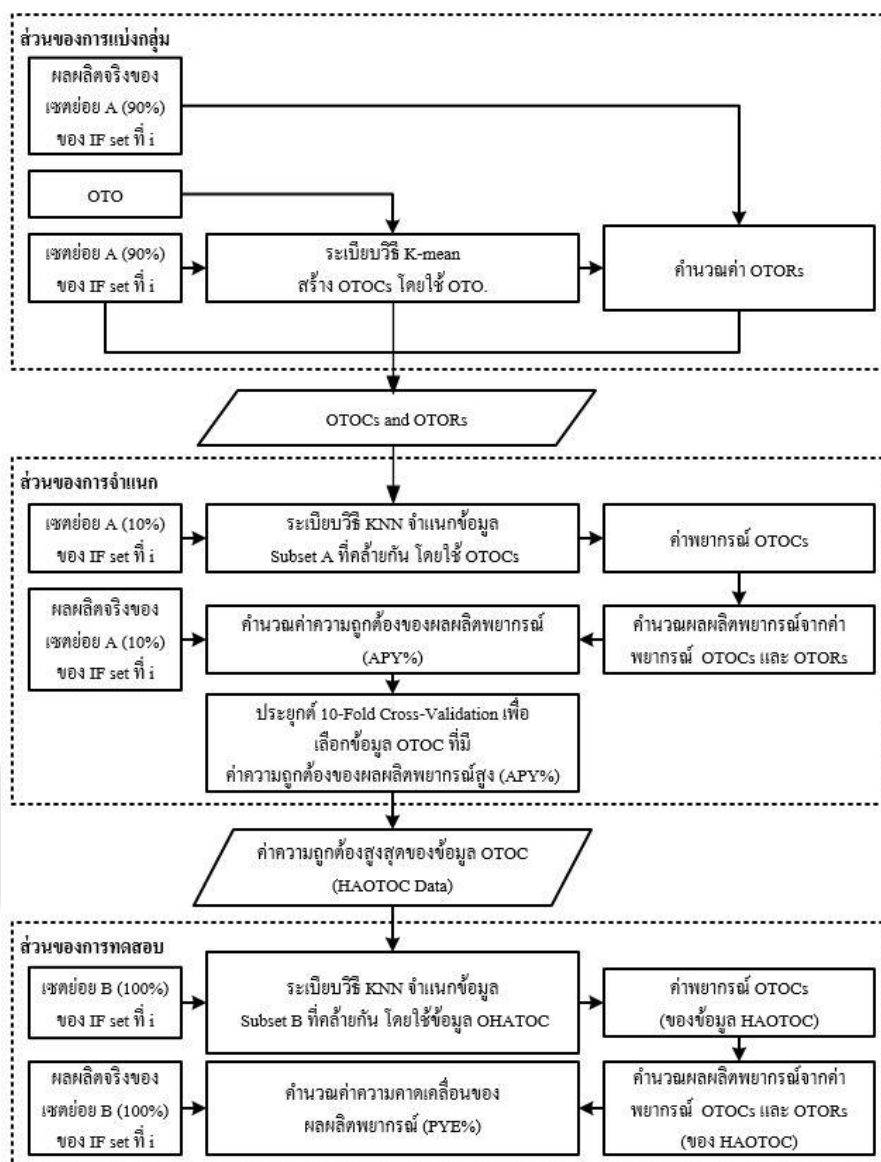 ส่วนของการแบ่งกลุ่ม
ผลผลิตจริงของ
เซตย่อย A (90%)
ของ IF set ที่ i
OTO
เซตย่อย A (90%)
ของ IF set ที่ i
ระเบียบวิธี K-mean
สร้าง OTOCs โดยใช้ OTO.
คำนวณค่า OTORs
OTOCs and OTORs
ส่วนของการจำแนก
เซตย่อย A (10%)
ของ IF set ที่ i
ระเบียบวิธี KNN จำแนกข้อมูล
Subset A ที่คล้ายกัน โดยใช้ OTOCs
ค่าพยากรณ์ OTOCs
ผลผลิตจริงของ
เซตย่อย A (10%)
ของ IF set ที่ i
คำนวณค่าความถูกต้องของผลผลิตพยากรณ์
(APY%)
คำนวณผลผลิตพยากรณ์จากค่า
พยากรณ์ OTOCs และ OTORs
ประยุกต์ 10-Fold Cross-Validation เพื่อ
เลือกข้อมูล OTOC ที่มี
ค่าความถูกต้องของผลผลิตพยากรณ์สูง (APY%)
ค่าความถูกต้องสูงสุดของข้อมูล OTOC
(HAOTOC Data)
ส่วนของการทดสอบ
เซตย่อย B (100%)
ของ IF set ที่ i
ระเบียบวิธี KNN จำแนกข้อมูล
Subset B ที่คล้ายกัน โดยใช้ข้อมูล OHATOC
ค่าพยากรณ์ OTOCs
(ของข้อมูล HAOTOC)
ผลผลิตจริงของ
เซตย่อย B (100%)
ของ IF set ที่ i
คำนวณค่าความคาดเคลื่อนของ
ผลผลิตพยากรณ์ (PYE%)
คำนวณผลผลิตพยากรณ์จากค่า
พยากรณ์ OTOCs และ OTORs
(ของ HAOTOC)